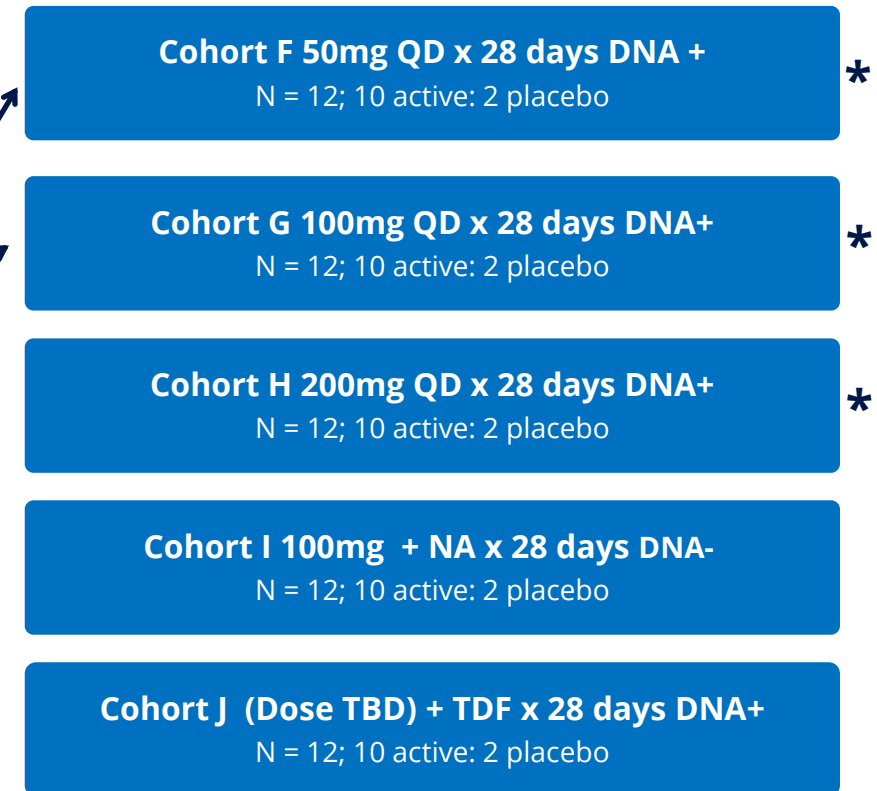 Cohort F 50mg QD x 28 days DNA +
N = 12; 10 active: 2 placebo
*
Cohort G 100mg QD x 28 days DNA+
N = 12; 10 active: 2 placebo
*
Cohort H 200mg QD x 28 days DNA+
N = 12; 10 active: 2 placebo
*
Cohort I 100mg  + NA x 28 days DNA-
N = 12; 10 active: 2 placebo
Cohort J  (Dose TBD) + TDF x 28 days DNA+
N = 12; 10 active: 2 placebo